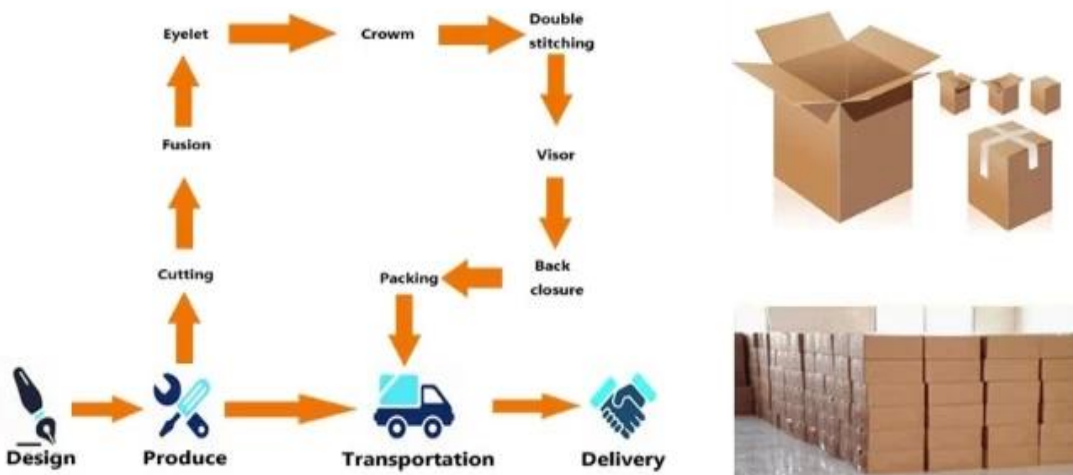 Eyelet
Crowm
Double
stitching
Fusion
Visor
Cutting
Packing
Back
closure
Design
Produce
Transportation
Delivery